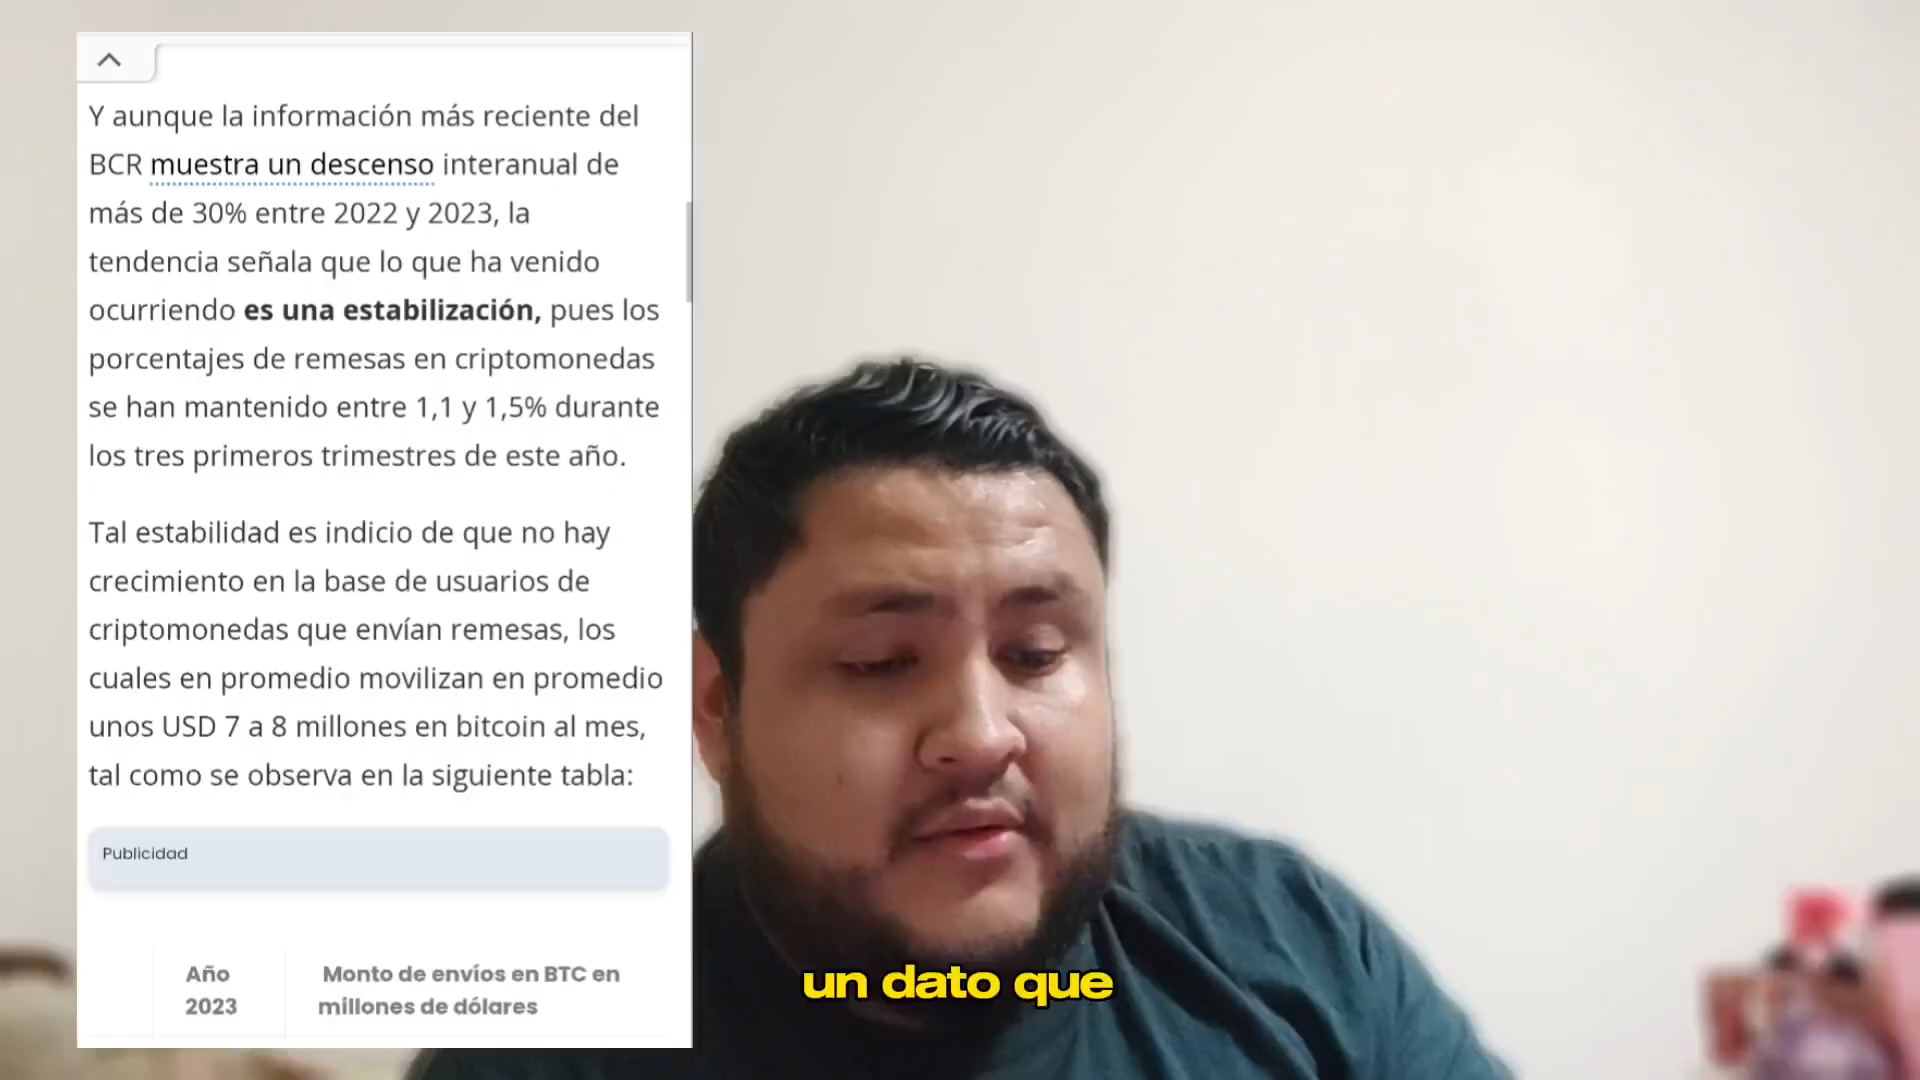 Y aunque la información más reciente del
BCR muestra un descenso interanual de
más de 30% entre 2022 y 2023, la
tendencia señala que lo que ha venido
ocurriendo es una estabilización, pues los
porcentajes de remesas en criptomonedas
se han mantenido entre 1,1 y 1,5% durante
los tres primeros trimestres de este año.
Tal estabilidad es indicio de que no hay
crecimiento en la base de usuarios de
criptomonedas que envían remesas, los
cuales en promedio movilizan en promedio
unos USD 7 a 8 millones en bitcoin al mes,
tal como se observa en la siguiente tabla:
Publicidad
Año
2023
Monto de envíos en BTC en
millones de dólares
un dato que